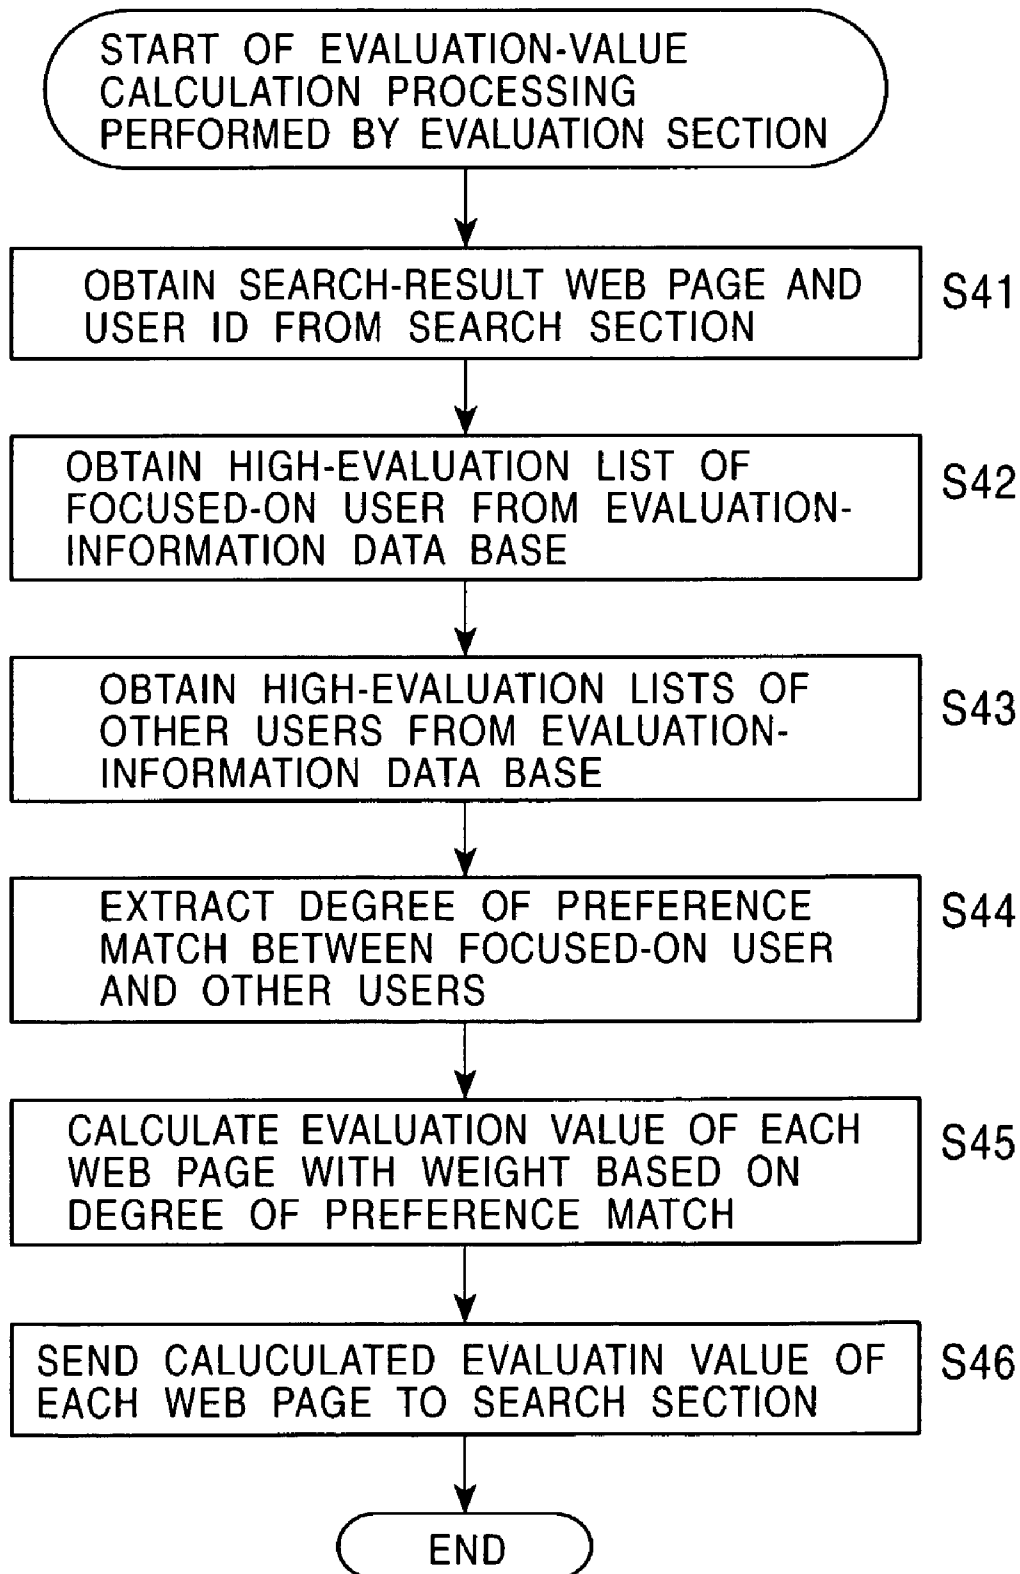 START OF EVALUATION-VALUE
CALCULATION PROCESSING
PERFORMED BY EVALUATION SECTION
OBTAIN SEARCH-RESULT WEB PAGE AND
USER ID FROM SEARCH SECTION
S41
OBTAIN HIGH-EVALUATION LIST OF
FOCUSED-ON USER FROM EVALUATION-
INFORMATION DATA BASE
S42
OBTAIN HIGH-EVALUATION LISTS OF
OTHER USERS FROM EVALUATION-
INFORMATION DATA BASE
S43
EXTRACT DEGREE OF PREFERENCE
MATCH BETWEEN FOCUSED-ON USER
AND OTHER USERS
S44
CALCULATE EVALUATION VALUE OF EACH
WEB PAGE WITH WEIGHT BASED ON
DEGREE OF PREFERENCE MATCH
S45
SEND CALUCULATED EVALUATIN VALUE OF
EACH WEB PAGE TO SEARCH SECTION
S46
END